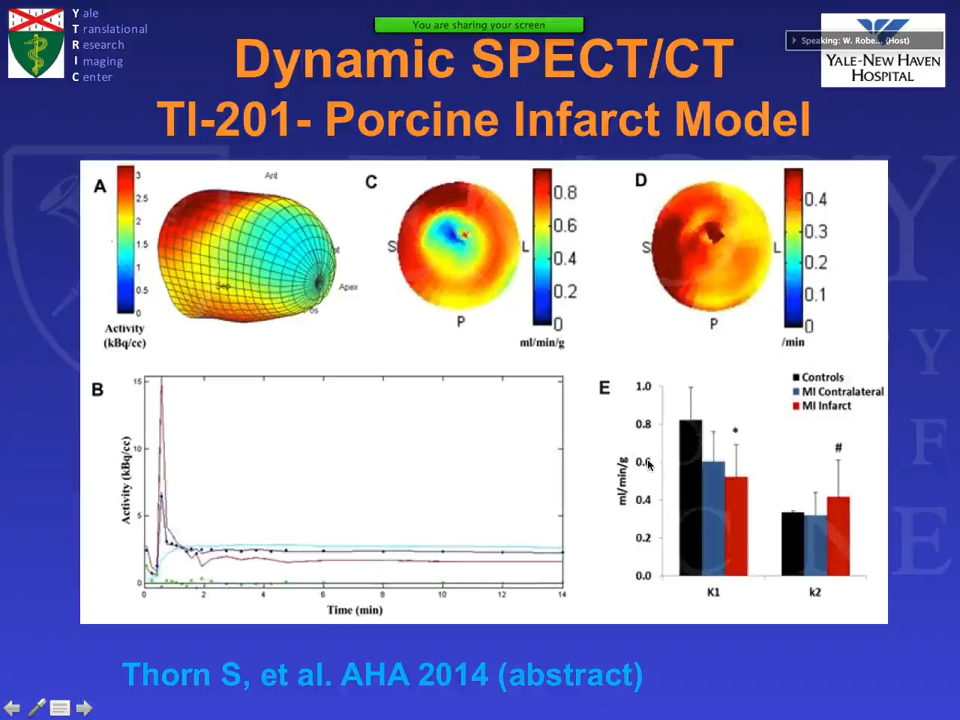 Yale
Translational
Research
Imaging
Center
You are sharing your screen
Speaking: W. Robe... (Host)
YALE-NEW HAVEN
HOSPITAL
Dynamic SPECT/CT
Tl-201- Porcine Infarct Model
A
3
2.5
2
1.5
1
0.5
0
Activity
(kBq/cc)
Ant
Sep
Apex
C
S
L
P
0.8
0.6
0.4
0.2
0
ml/min/g
D
S
L
P
0.4
0.3
0.2
0.1
0
/min
B
Activity (kBq/cc)
15
10
5
0
0
2
4
6
8
10
12
14
Time (min)
E
ml/min/g
1.0
0.8
0.6
0.4
0.2
0.0
Controls
MI Contralateral
MI Infarct
*
#
K1
k2
Thorn S, et al. AHA 2014 (abstract)